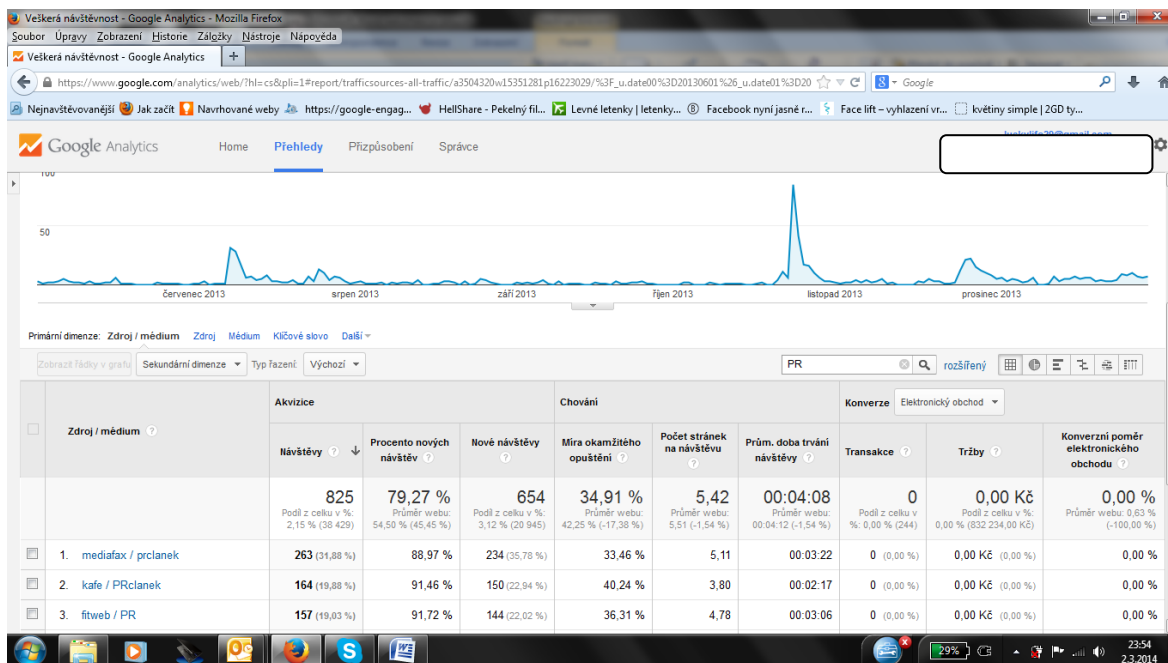 Veškerá návštěvnost - Google Analytics - Mozilla Firefox
Soubor Úpravy Zobrazení Historie Záložky Nástroje Nápověda
Veškerá návštěvnost - Google Analytics +
https://www.google.com/analytics/web/?hl=cs&pli=1#report/trafficsources-all-traffic/a3504320w15351281p16223029/%3F_u.date00%3D20130601%26_u.date01%3D20 Google
Nejnavštěvovanější Jak začít Navrhované weby https://google-engag... HellShare - Pekelný fil... Levné letenky | letenky... Facebook nyní jasně r... Face lift – vyhlazení vr... květiny simple | 2GD ty...
Google Analytics Home Přehledy Přizpůsobení Správce
100
50
červenec 2013 srpen 2013 září 2013 říjen 2013 listopad 2013 prosinec 2013
Primární dimenze: Zdroj / médium Zdroj Médium Klíčové slovo Další
Zobrazit řádky v grafu Sekundární dimenze Typ řazení: Výchozí PR rozšířený
Akvizice Chování Konverze Elektronický obchod
Zdroj / médium ? Návštěvy ? Procento nových návštěv ? Nové návštěvy ? Míra okamžitého opuštění ? Počet stránek na návštěvu ? Prům. doba trvání návštěvy ? Transakce ? Tržby ? Konverzní poměr elektronického obchodu ?
825 79,27 % 654 34,91 % 5,42 00:04:08 0 0,00 Kč 0,00 %
Podíl z celku v %: 2,15 % (38 429) Průměr webu: 54,50 % (45,45 %) Podíl z celku v %: 3,12 % (20 945) Průměr webu: 42,25 % (-17,38 %) Průměr webu: 5,51 (-1,54 %) Průměr webu: 00:04:12 (-1,54 %) Podíl z celku v %: 0,00 % (244) Podíl z celku v %: 0,00 % (832 234,00 Kč) Průměr webu: 0,63 % (-100,00 %)
1. mediafax / prclanek 263 (31,88 %) 88,97 % 234 (35,78 %) 33,46 % 5,11 00:03:22 0 (0,00 %) 0,00 Kč (0,00 %) 0,00 %
2. kafe / PRclanek 164 (19,88 %) 91,46 % 150 (22,94 %) 40,24 % 3,80 00:02:17 0 (0,00 %) 0,00 Kč (0,00 %) 0,00 %
3. fitweb / PR 157 (19,03 %) 91,72 % 144 (22,02 %) 36,31 % 4,78 00:03:06 0 (0,00 %) 0,00 Kč (0,00 %) 0,00 %
29% 23:54
2.3.2014